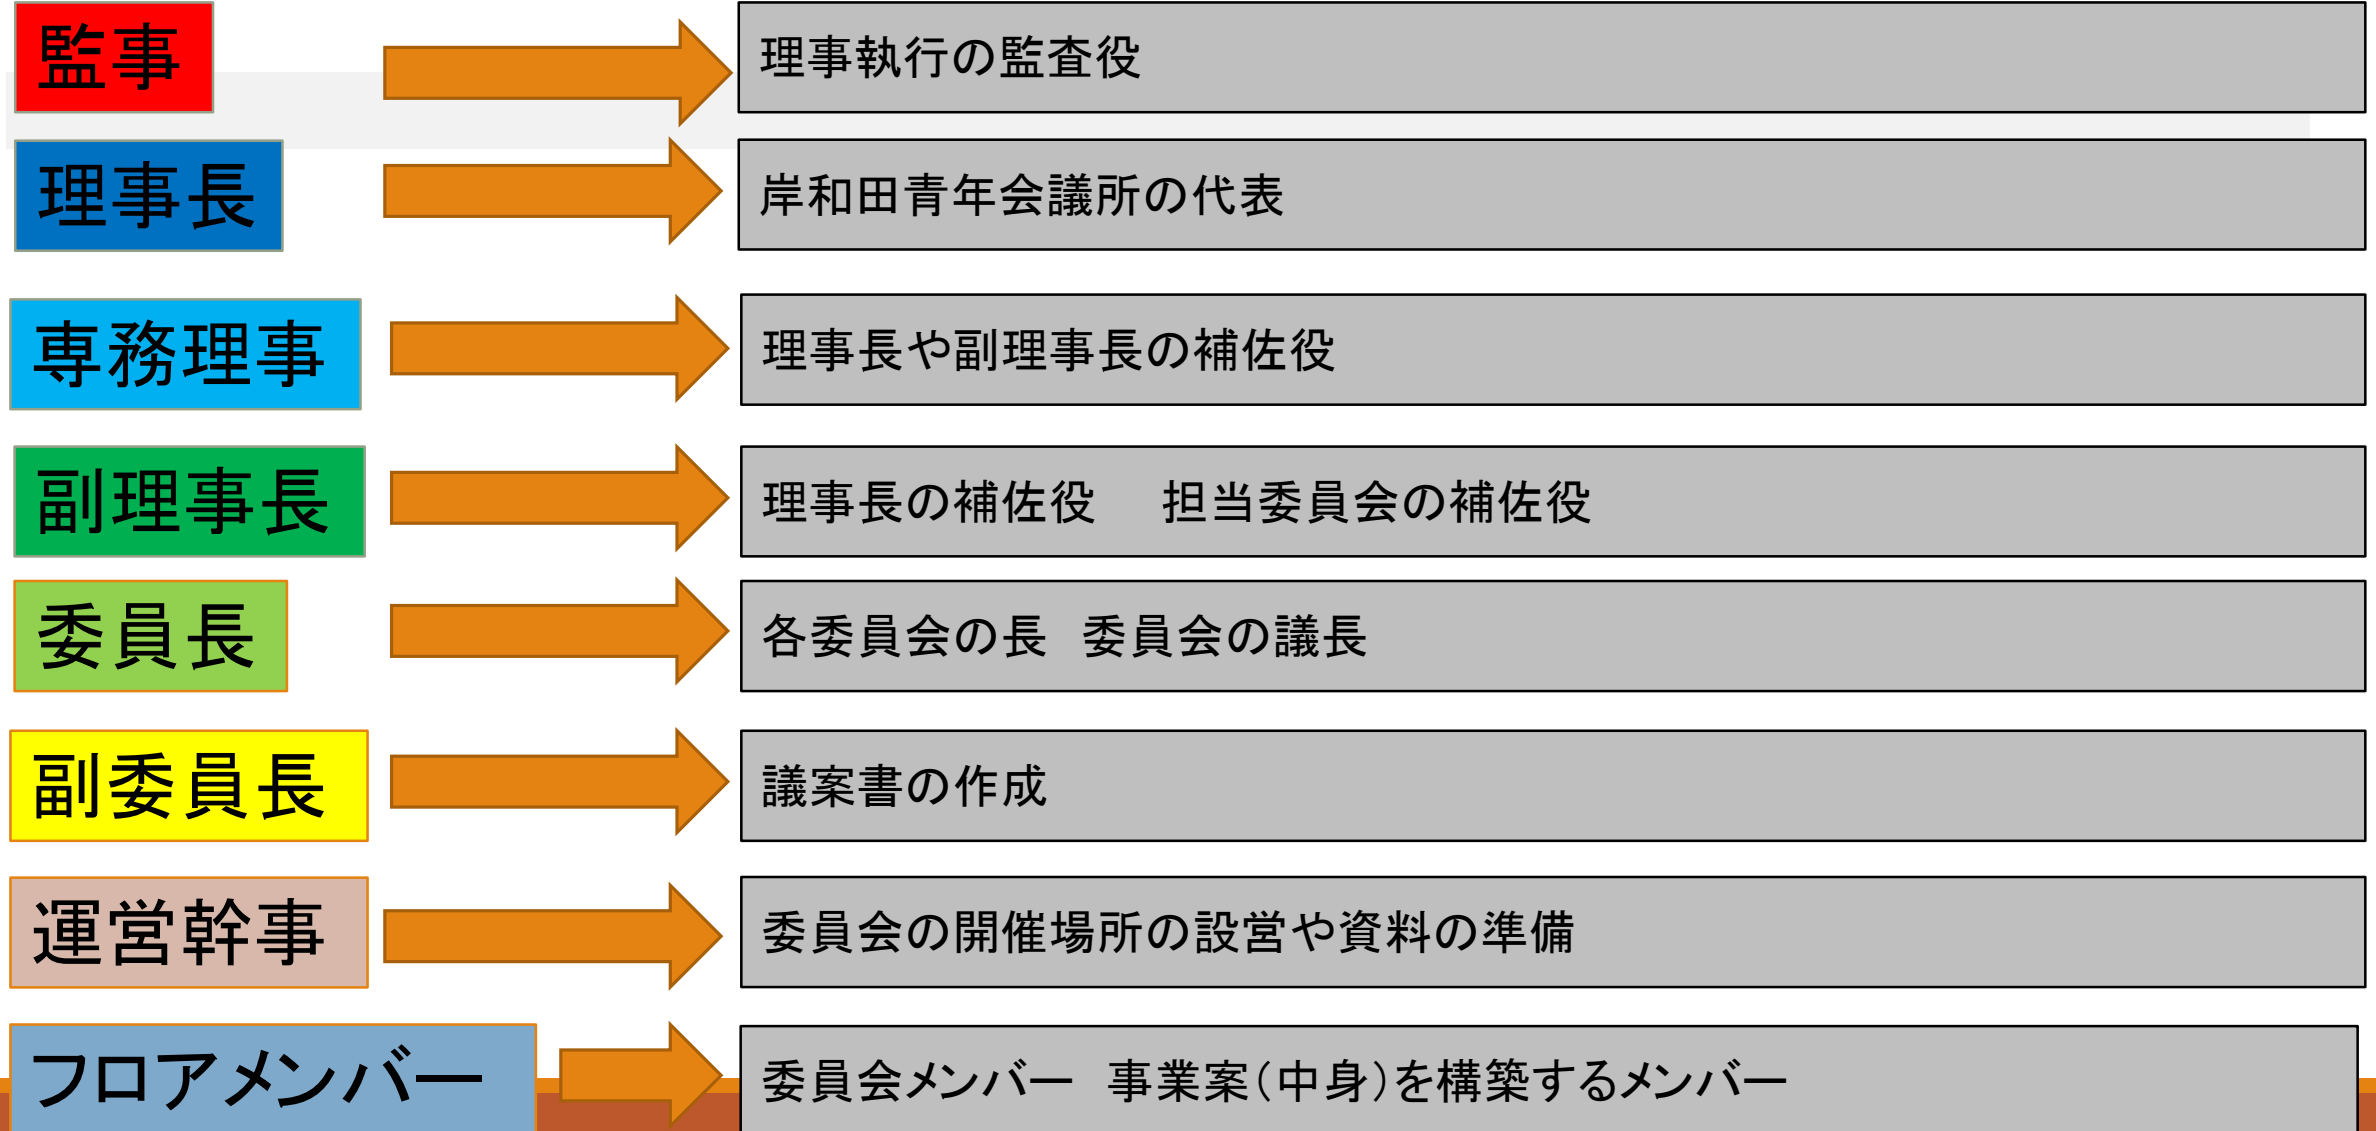 監事
理事執行の監査役
理事長
岸和田青年会議所の代表
専務理事
理事長や副理事長の補佐役
副理事長
理事長の補佐役　担当委員会の補佐役
委員長
各委員会の長　委員会の議長
副委員長
議案書の作成
運営幹事
委員会の開催場所の設営や資料の準備
フロアメンバー
委員会メンバー　事業案(中身)を構築するメンバー